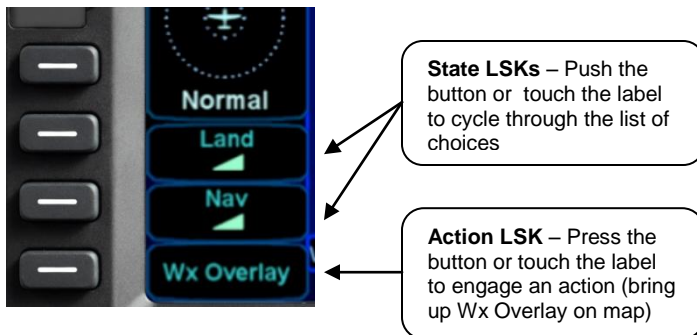 Normal
Land
Nav
Wx Overlay
State LSKs – Push the
button or touch the label
to cycle through the list of
choices
Action LSK – Press the
button or touch the label
to engage an action (bring
up Wx Overlay on map)